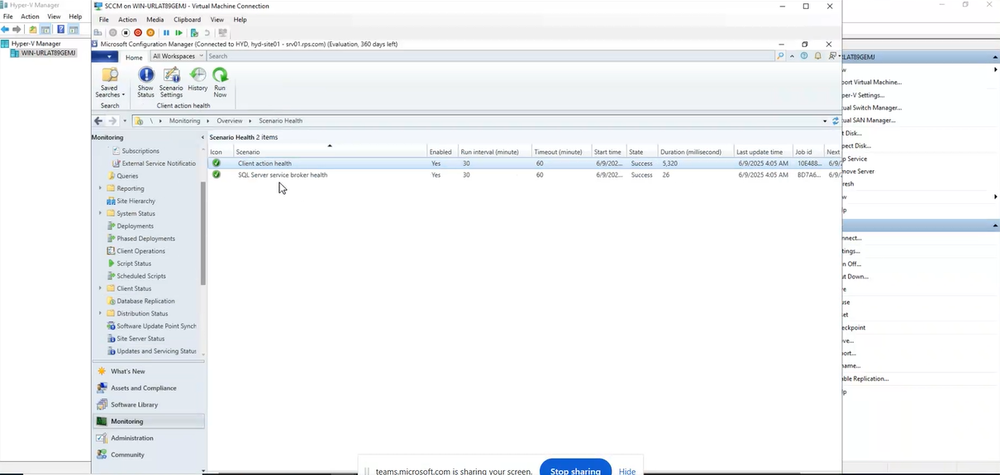 Hyper-V Manager
File Action View Help
Hyper-V Manager
WIN-URLAT89GEMJ
SCCM on WIN-URLAT89GEMJ - Virtual Machine Connection
File Action Media Clipboard View Help
Microsoft Configuration Manager (Connected to HYD, hyd-site01 - srv01.rps.com) (Evaluation, 360 days left)
Home All Workspaces Search
Saved Searches
Show Status
Scenario Settings
History
Run Now
Search
Client action health
\ Monitoring Overview Scenario Health
Monitoring
Subscriptions
External Service Notificatio
Queries
Reporting
Site Hierarchy
System Status
Deployments
Phased Deployments
Client Operations
Script Status
Scheduled Scripts
Client Status
Database Replication
Distribution Status
Software Update Point Synch
Site Server Status
Updates and Servicing Status
What's New
Assets and Compliance
Software Library
Monitoring
Administration
Community
Scenario Health 2 items
Icon Scenario Enabled Run interval (minute) Timeout (minute) Start time State Duration (millisecond) Last update time Job id Next
Client action health Yes 30 60 6/9/202... Success 5,320 6/9/2025 4:05 AM 10E488... 6/9/
SQL Server service broker health Yes 30 60 6/9/202... Success 26 6/9/2025 4:05 AM BD7A6... 6/9/
LAT89GEMJ
w
ort Virtual Machine...
er-V Settings...
ual Switch Manager...
ual SAN Manager...
t Disk...
pect Disk...
p Service
move Server
resh
w
lp
nnect...
tings...
n Off...
ut Down...
e
use
set
eckpoint
ve...
ort...
name...
able Replication...
lp
teams.microsoft.com is sharing your screen.
Stop sharing
Hide